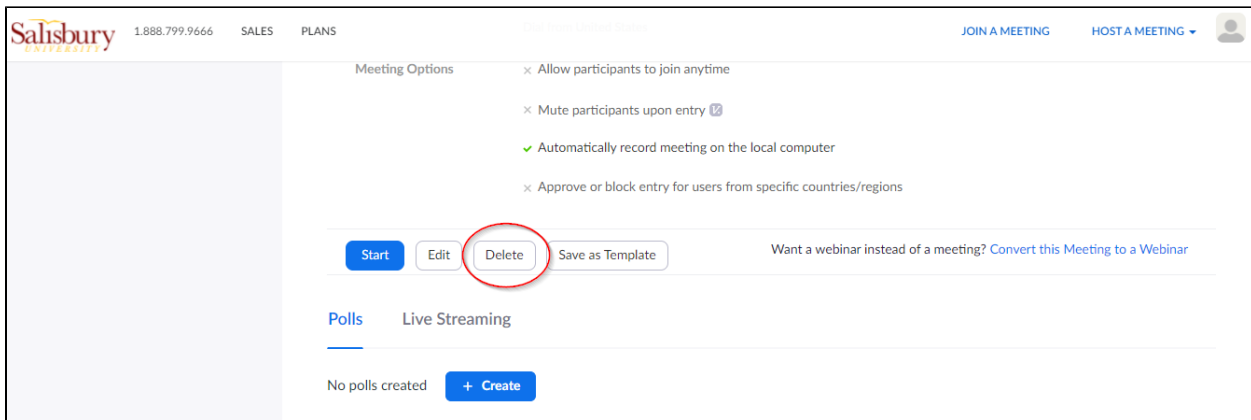 Salisbury
UNIVERSITY
1.888.799.9666 SALES PLANS JOIN A MEETING HOST A MEETING
Meeting Options
Allow participants to join anytime
Mute participants upon entry
Automatically record meeting on the local computer
Approve or block entry for users from specific countries/regions
Start Edit Delete Save as Template Want a webinar instead of a meeting? Convert this Meeting to a Webinar
Polls Live Streaming
No polls created + Create